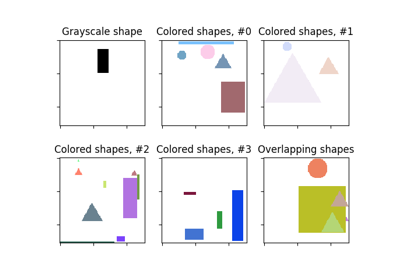 Grayscale shape
Colored shapes, #0
Colored shapes, #1
Colored shapes, #2
Colored shapes, #3
Overlapping shapes